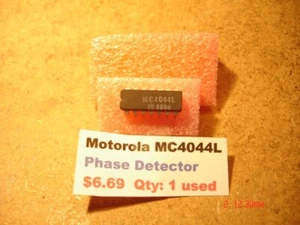 MC4044L
Motorola MC4044L
Phase Detector
$6.69 Qty: 1 used